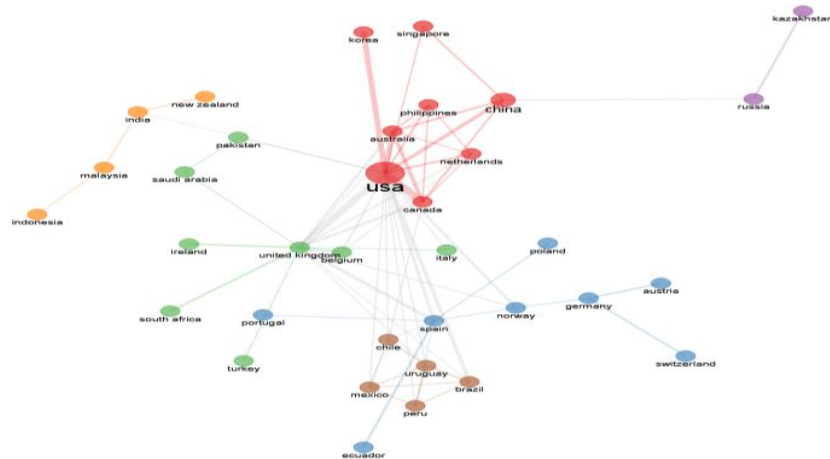 kazakhstan
korea
singapore
new zealand
india
philippines
china
russia
australia
pakistan
netherlands
malaysia
saudi arabia
usa
indonesia
canada
ireland
united kingdom
belgium
italy
poland
austria
south africa
portugal
spain
norway
germany
chile
turkey
uruguay
switzerland
mexico
brazil
peru
ecuador